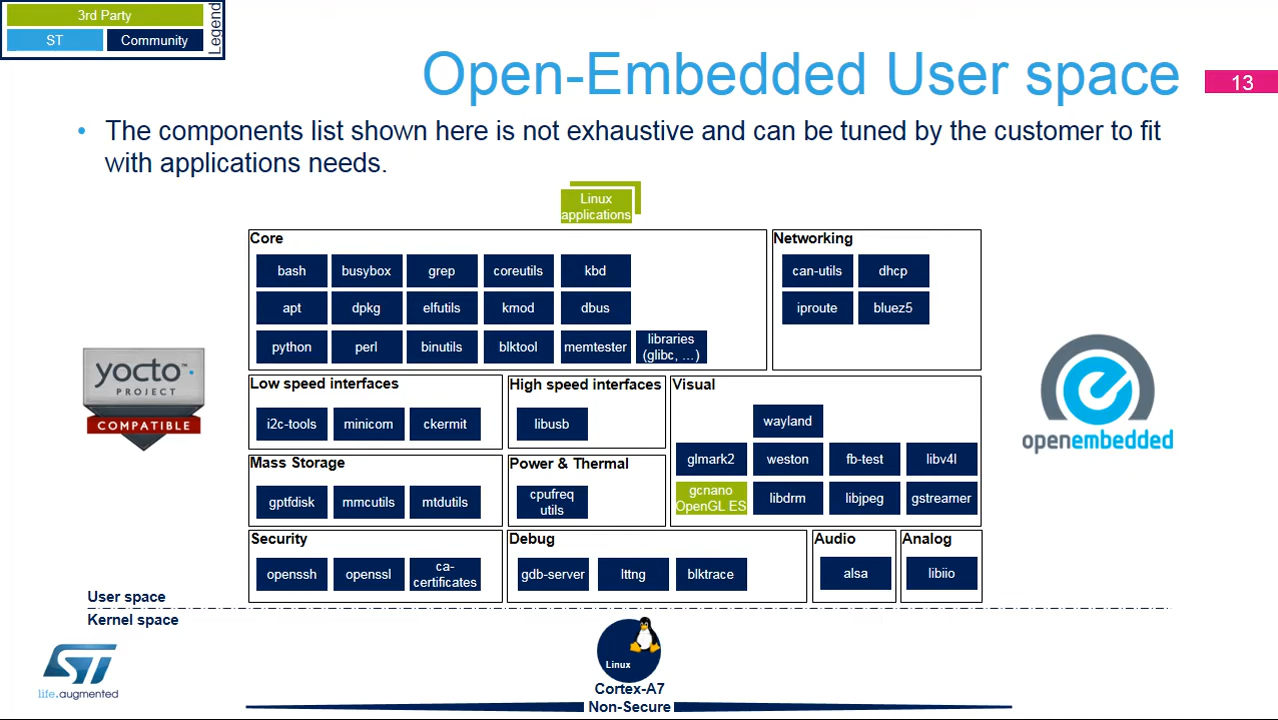 3rd Party
ST
Community
Legend
Open-Embedded User space
13
• The components list shown here is not exhaustive and can be tuned by the customer to fit
with applications needs.
Linux
applications
Core
bash
busybox
grep
coreutils
kbd
apt
dpkg
elfutils
kmod
dbus
python
perl
binutils
blktool
memtester
libraries
(glibc, ...)
Networking
can-utils
dhcp
iproute
bluez5
yocto™
PROJECT
COMPATIBLE
openembedded
Low speed interfaces
i2c-tools
minicom
ckermit
High speed interfaces
libusb
Visual
wayland
glmark2
weston
fb-test
libv4l
gcnano
OpenGL ES
libdrm
libjpeg
gstreamer
Mass Storage
gptfdisk
mmcutils
mtdutils
Power & Thermal
cpufreq
utils
Security
openssh
openssl
ca-
certificates
Debug
gdb-server
lttng
blktrace
Audio
alsa
Analog
libiio
User space
Kernel space
ST
life.augmented
Linux
Cortex-A7
Non-Secure